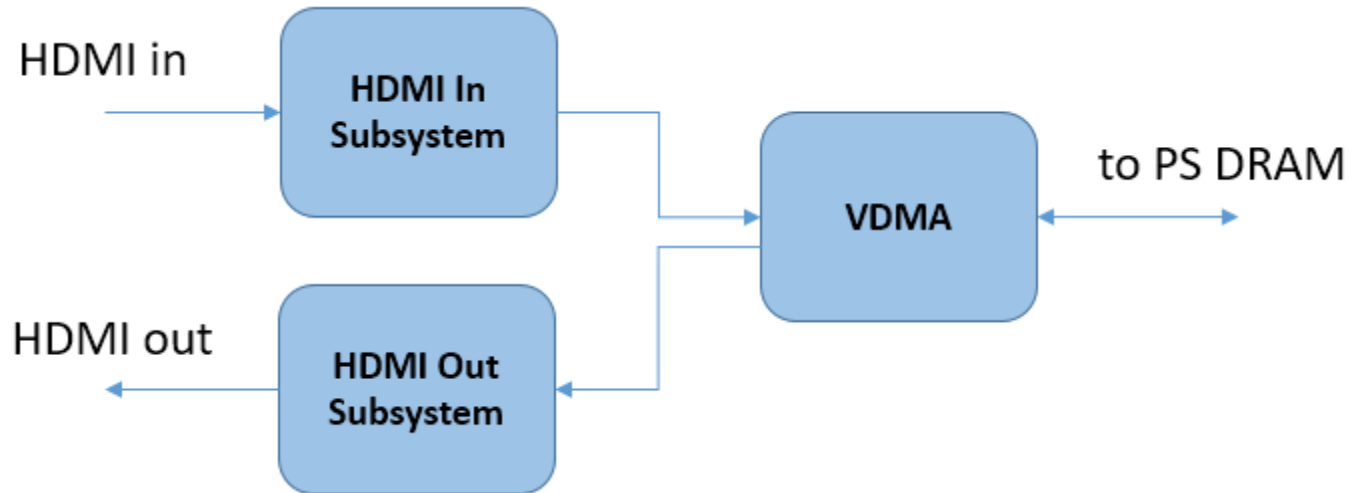 HDMI in
HDMI In
Subsystem
VDMA
to PS DRAM
HDMI out
HDMI Out
Subsystem